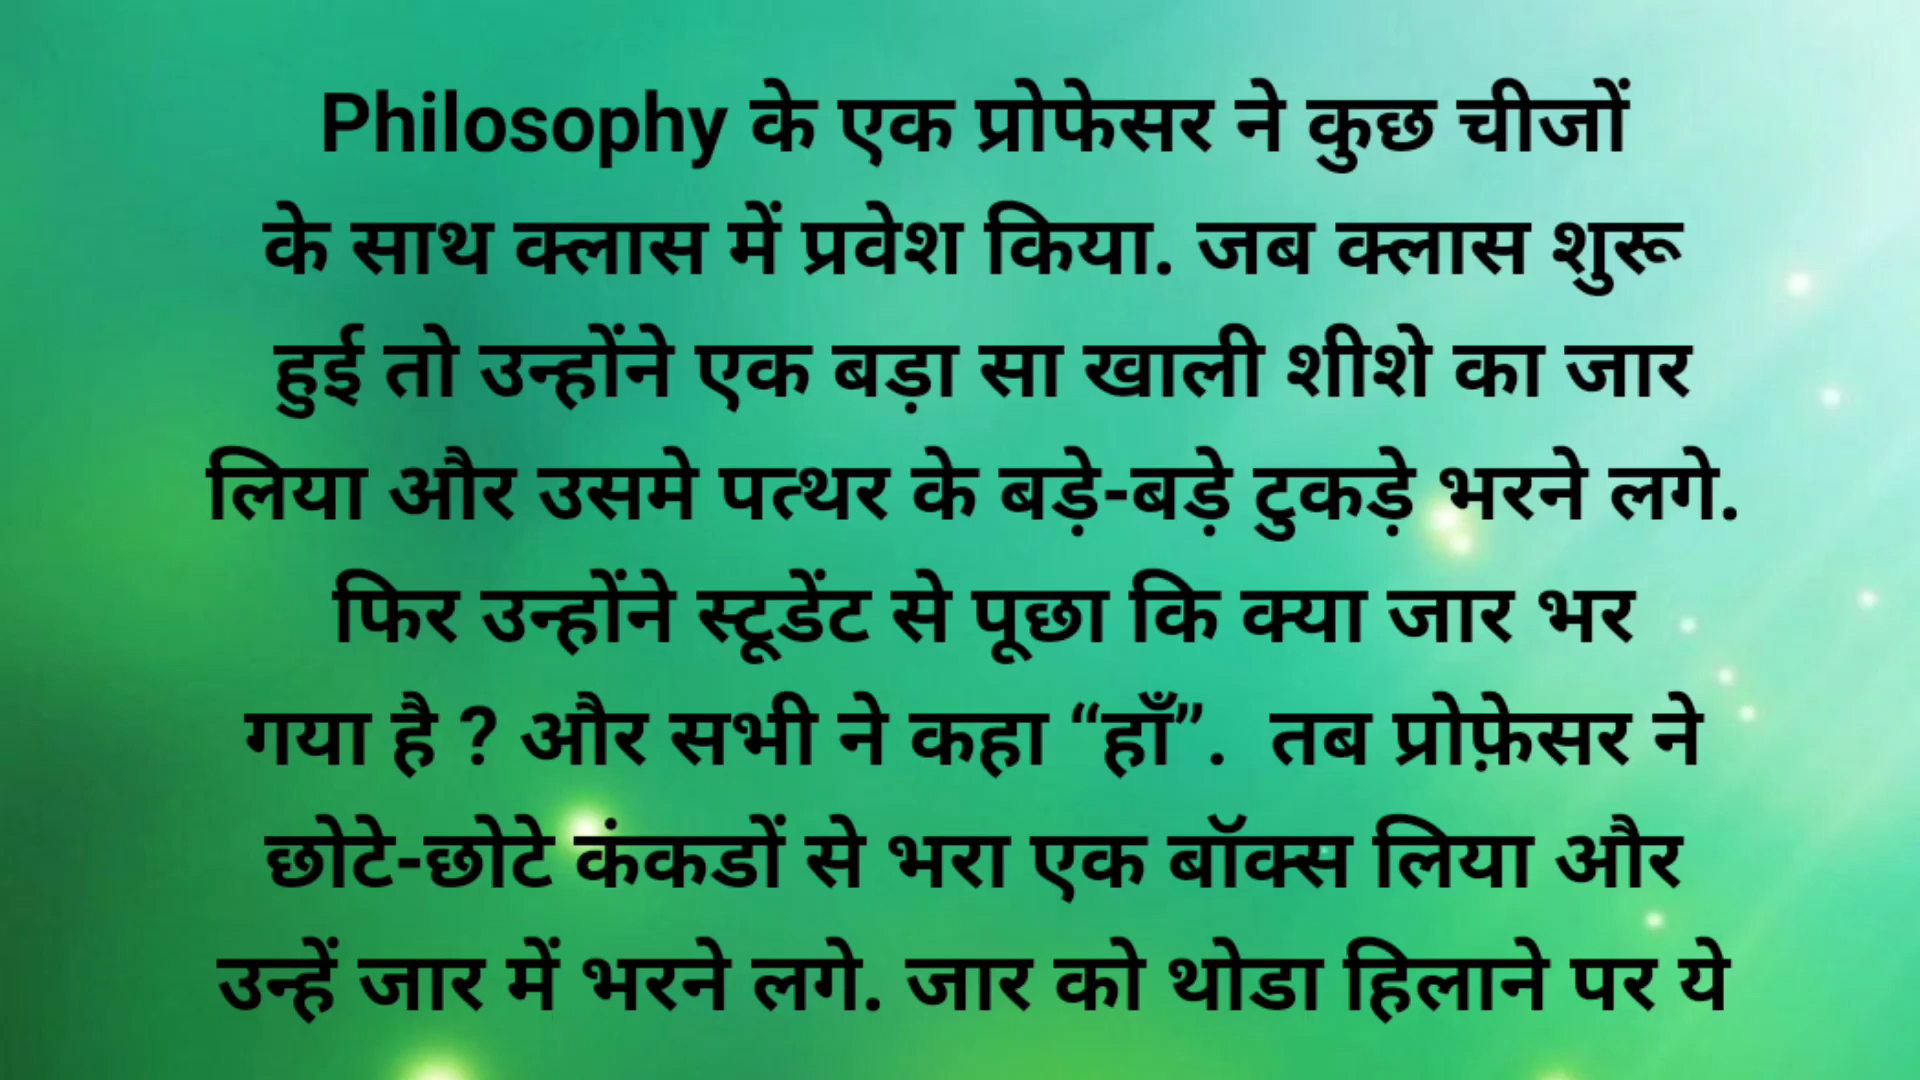 Philosophy के एक प्रोफेसर ने कुछ चीजों
के साथ क्लास में प्रवेश किया. जब क्लास शुरू
हुई तो उन्होंने एक बड़ा सा खाली शीशे का जार
लिया और उसमे पत्थर के बड़े-बड़े टुकड़े भरने लगे.
फिर उन्होंने स्टूडेंट से पूछा कि क्या जार भर
गया है ? और सभी ने कहा “हाँ”. तब प्रोफ़ेसर ने
छोटे-छोटे कंकडों से भरा एक बॉक्स लिया और
उन्हें जार में भरने लगे. जार को थोडा हिलाने पर ये